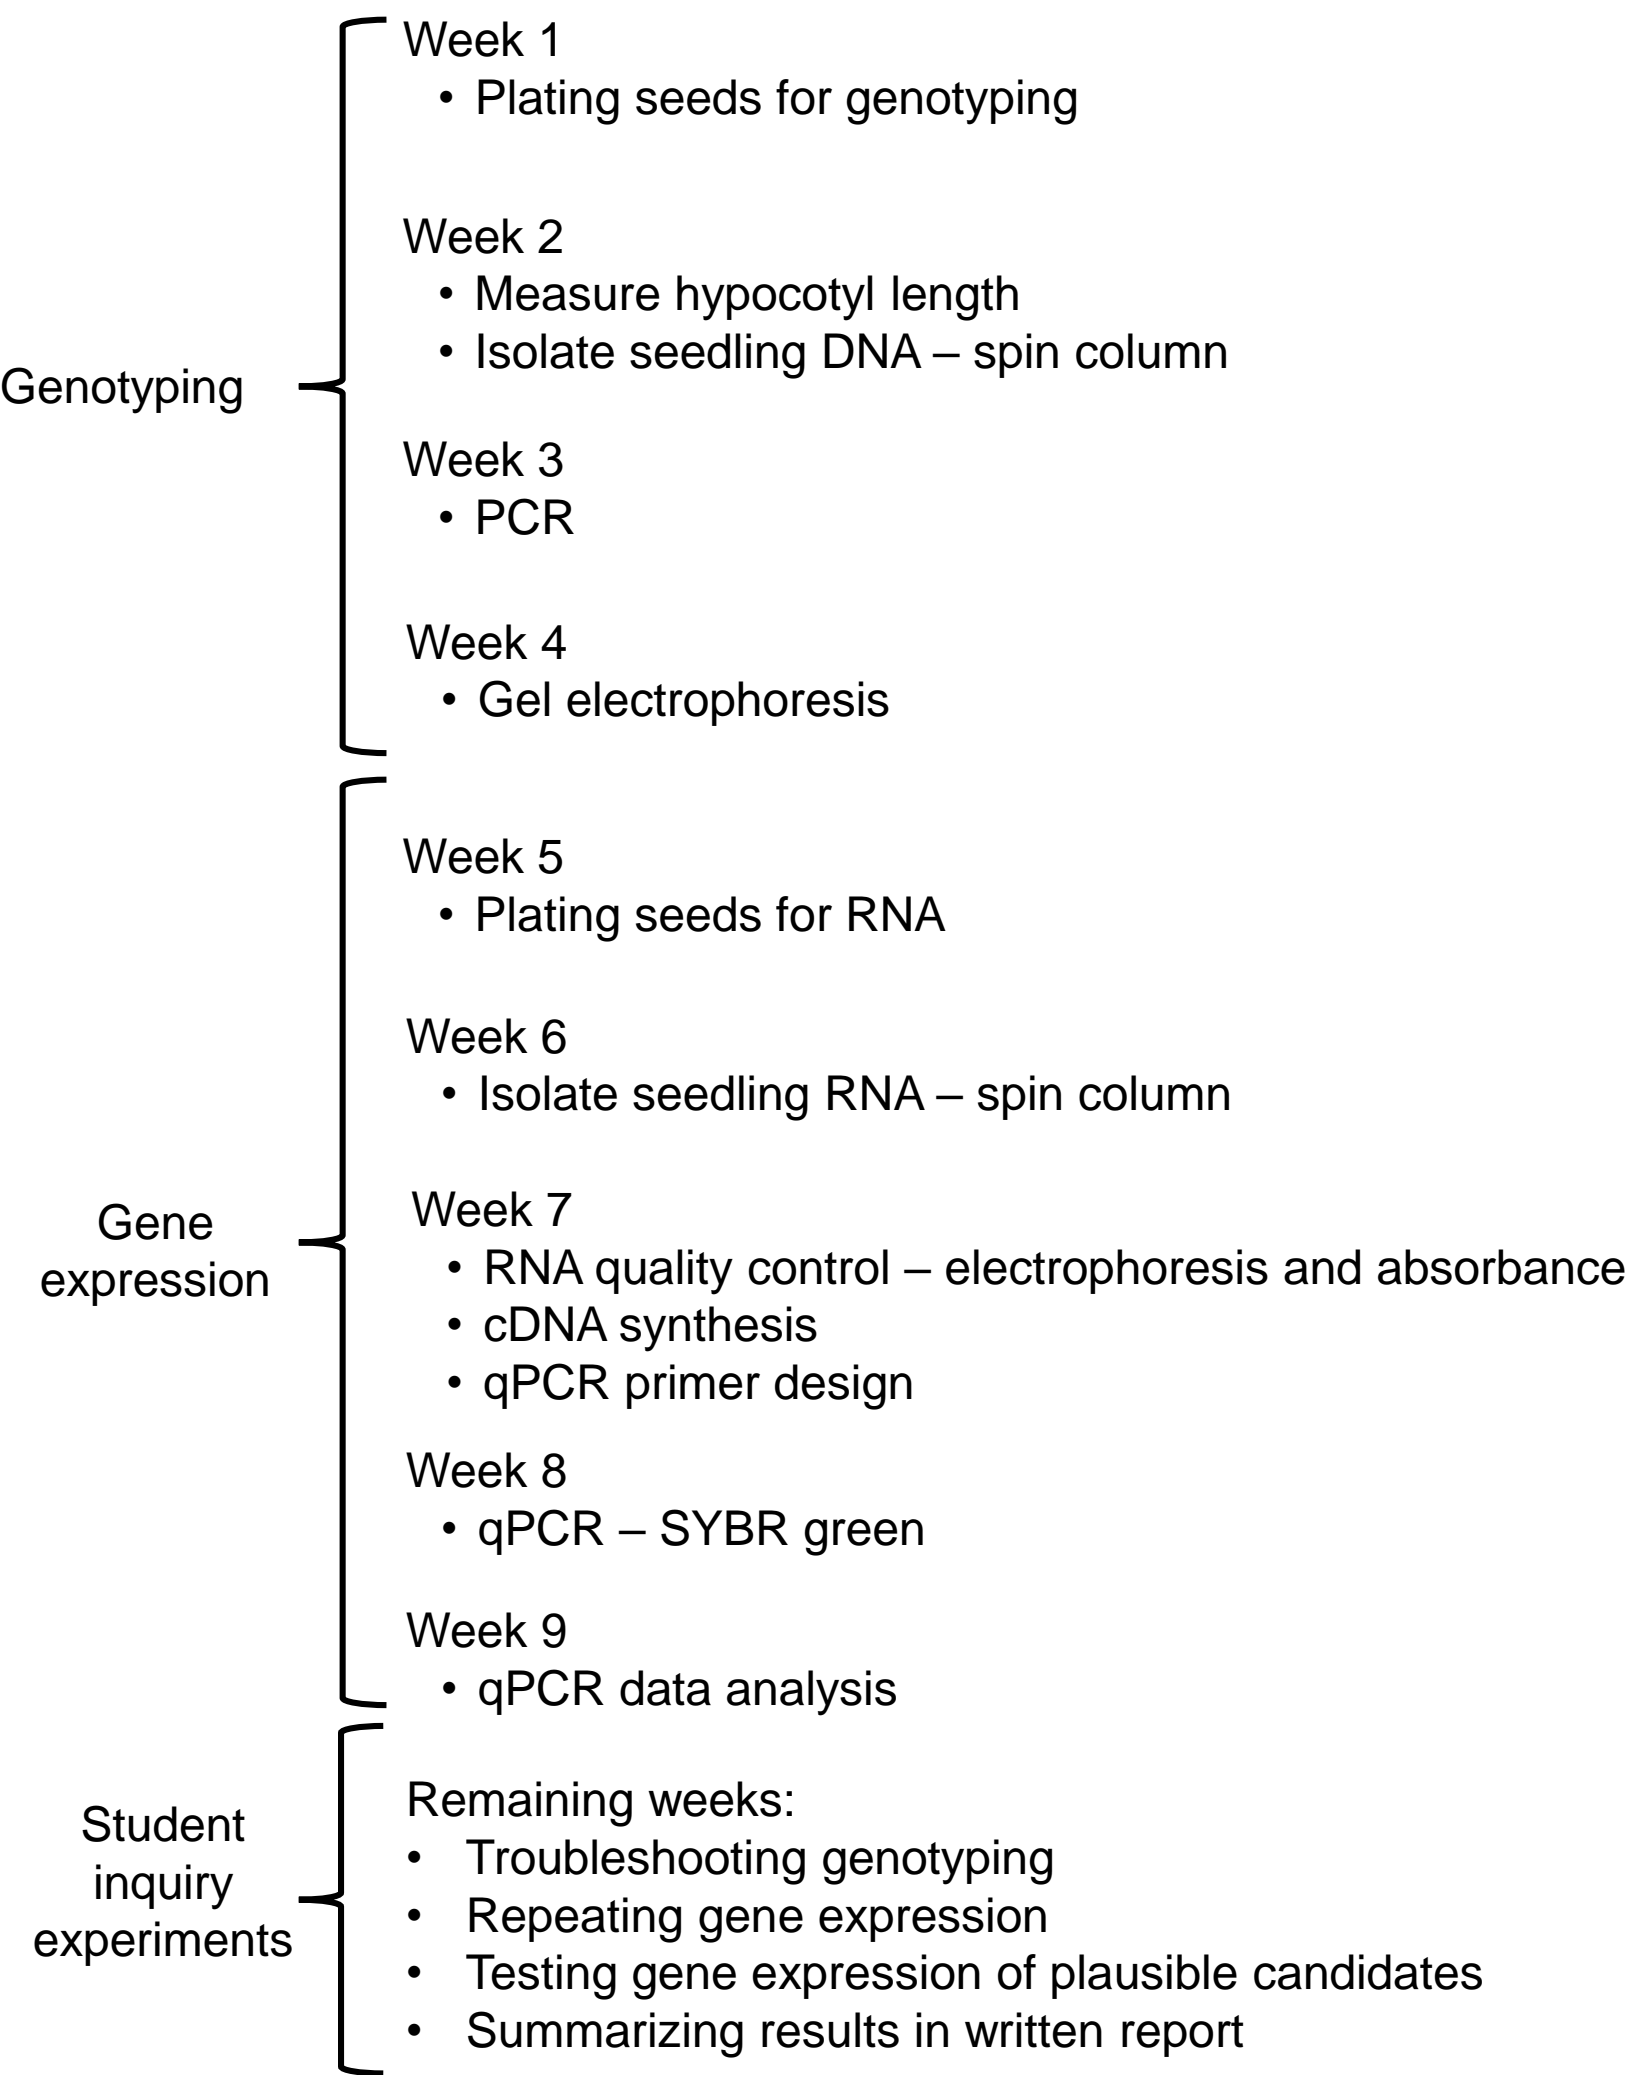 Genotyping
Week 1
• Plating seeds for genotyping
Week 2
• Measure hypocotyl length
• Isolate seedling DNA – spin column
Week 3
• PCR
Week 4
• Gel electrophoresis
Gene
expression
Week 5
• Plating seeds for RNA
Week 6
• Isolate seedling RNA – spin column
Week 7
• RNA quality control – electrophoresis and absorbance
• cDNA synthesis
• qPCR primer design
Week 8
• qPCR – SYBR green
Week 9
• qPCR data analysis
Student
inquiry
experiments
Remaining weeks:
• Troubleshooting genotyping
• Repeating gene expression
• Testing gene expression of plausible candidates
• Summarizing results in written report